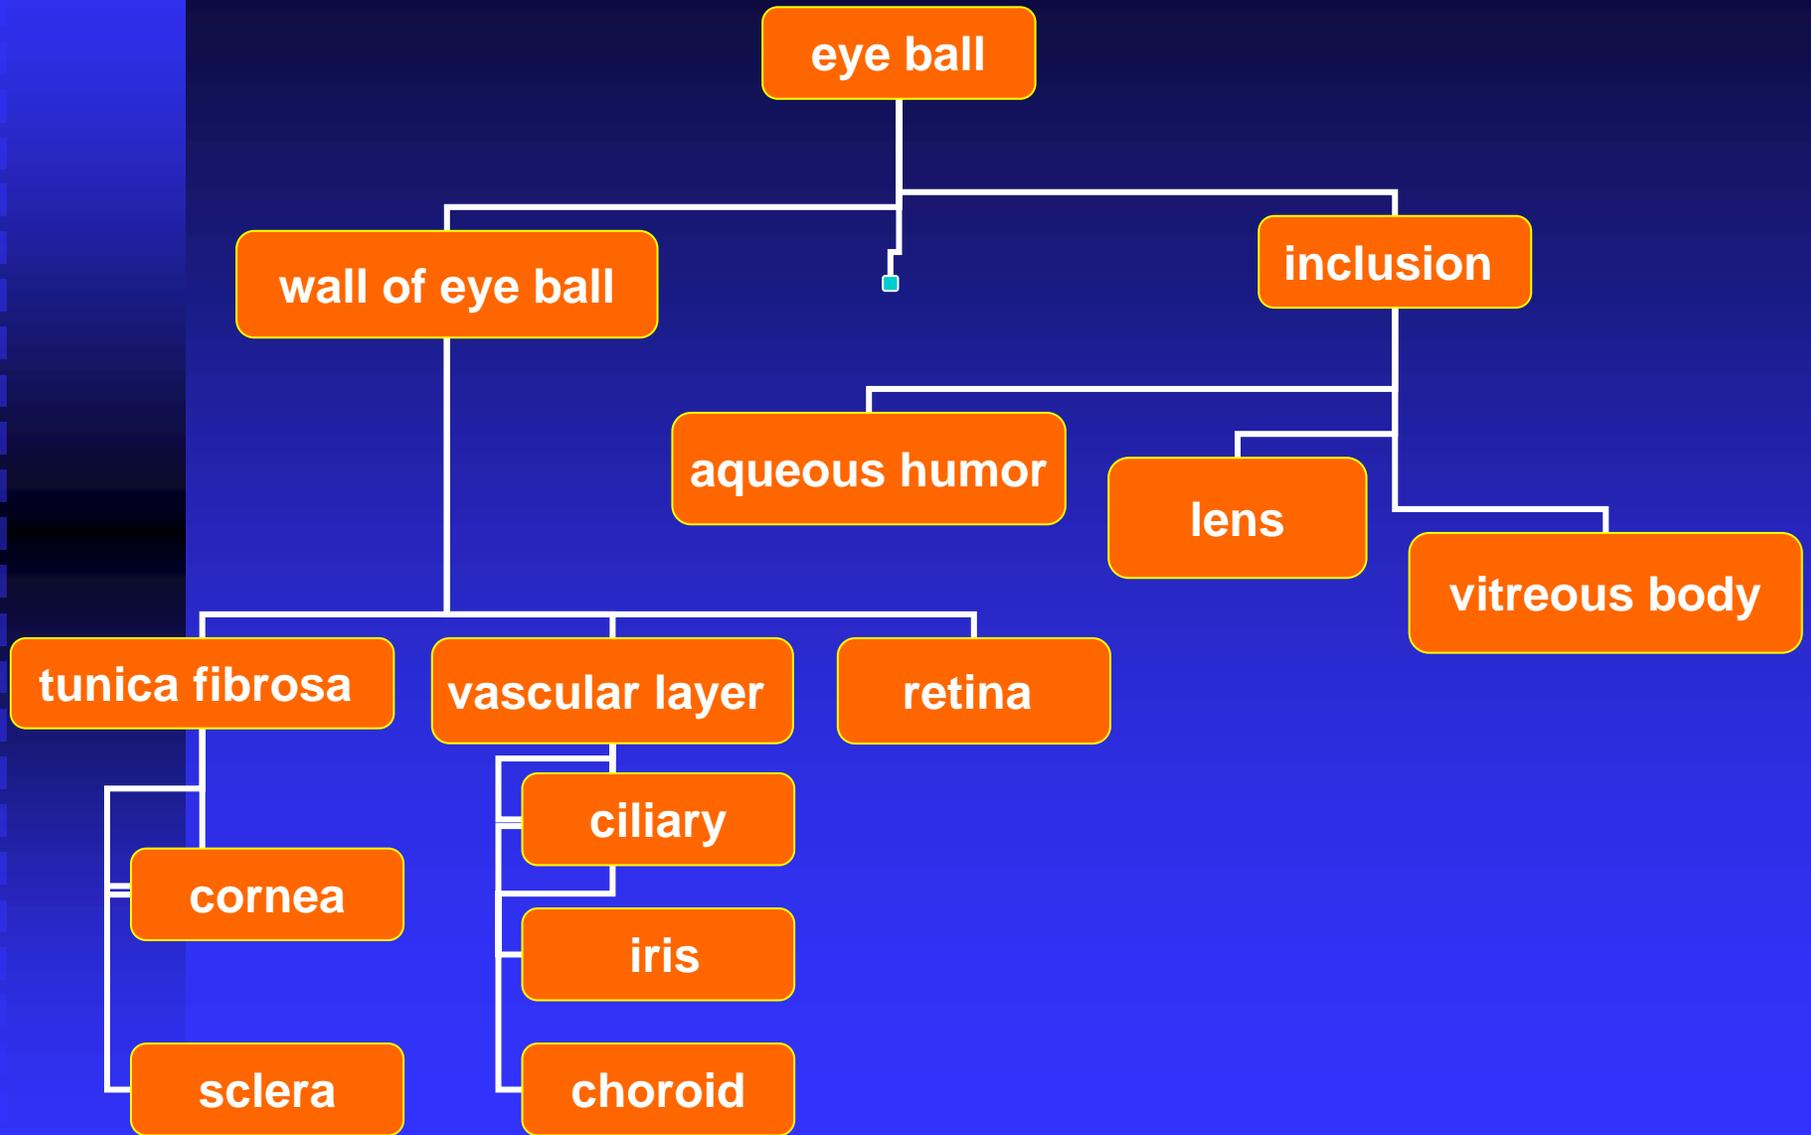 eye ball
wall of eye ball
inclusion
aqueous humor
lens
vitreous body
tunica fibrosa
vascular layer
retina
ciliary
cornea
iris
sclera
choroid